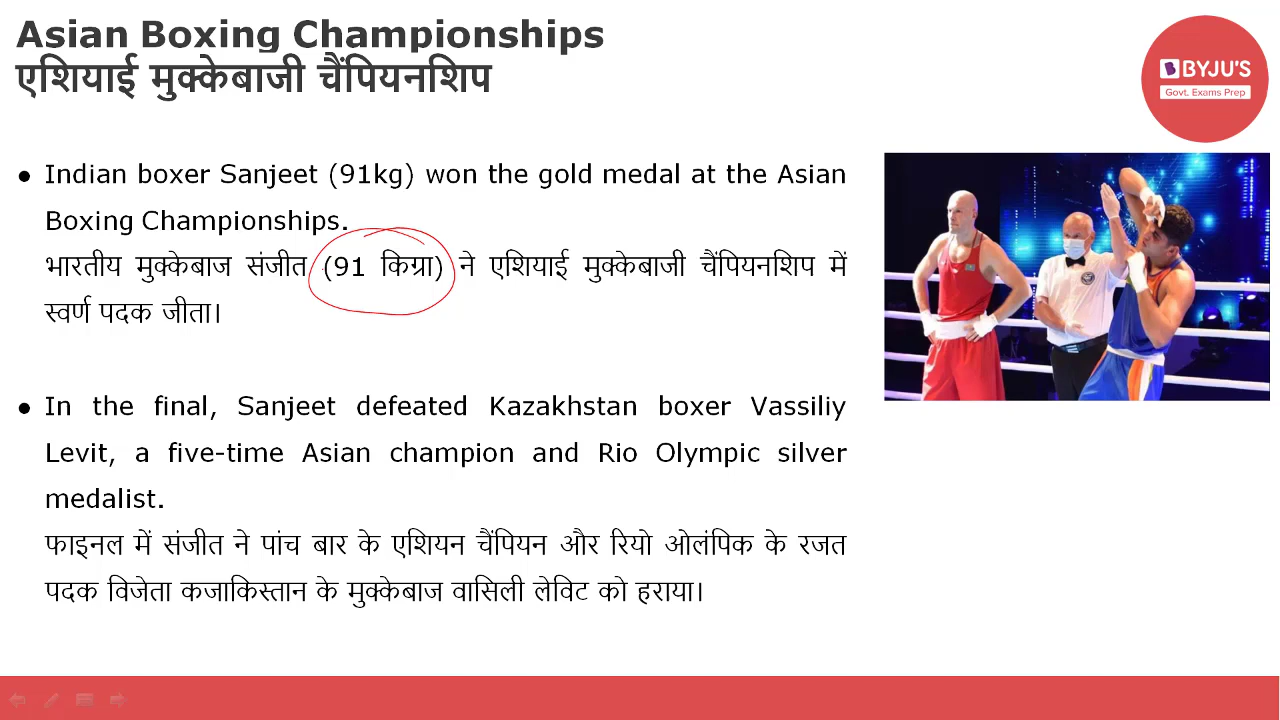 Asian Boxing Championships
एशियाई मुक्केबाजी चैंपियनशिप
BYJU'S
Govt. Exams Prep
● Indian boxer Sanjeet (91kg) won the gold medal at the Asian
Boxing Championships.
भारतीय मुक्केबाज संजीत (91 किग्रा) ने एशियाई मुक्केबाजी चैंपियनशिप में
स्वर्ण पदक जीता।
● In the final, Sanjeet defeated Kazakhstan boxer Vassiliy
Levit, a five-time Asian champion and Rio Olympic silver
medalist.
फाइनल में संजीत ने पांच बार के एशियन चैंपियन और रियो ओलंपिक के रजत
पदक विजेता कजाकिस्तान के मुक्केबाज वासिली लेविट को हराया।